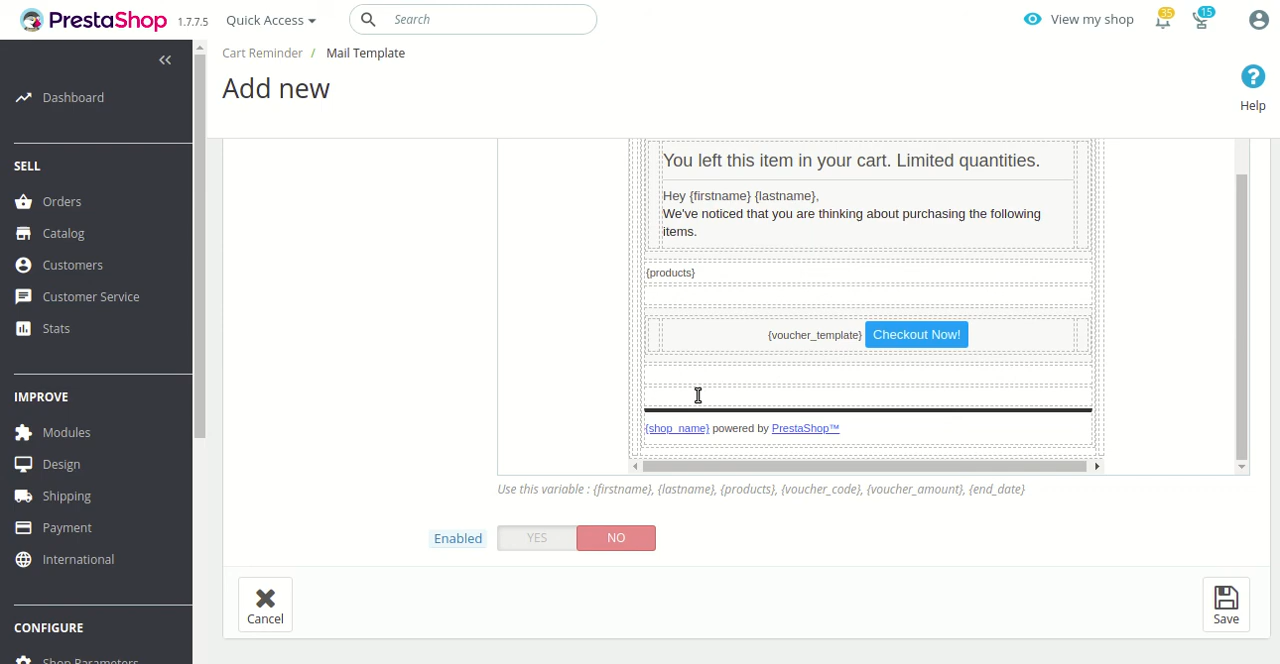 PrestaShop 1.7.7.5 Quick Access Search View my shop 35 15
Cart Reminder / Mail Template
Add new
Help
Dashboard
SELL
Orders
Catalog
Customers
Customer Service
Stats
IMPROVE
Modules
Design
Shipping
Payment
International
CONFIGURE
Shop Parameters
You left this item in your cart. Limited quantities.
Hey {firstname} {lastname},
We've noticed that you are thinking about purchasing the following
items.
{products}
{voucher_template} Checkout Now!
{shop_name} powered by PrestaShop™
Use this variable : {firstname}, {lastname}, {products}, {voucher_code}, {voucher_amount}, {end_date}
Enabled YES NO
Cancel
Save